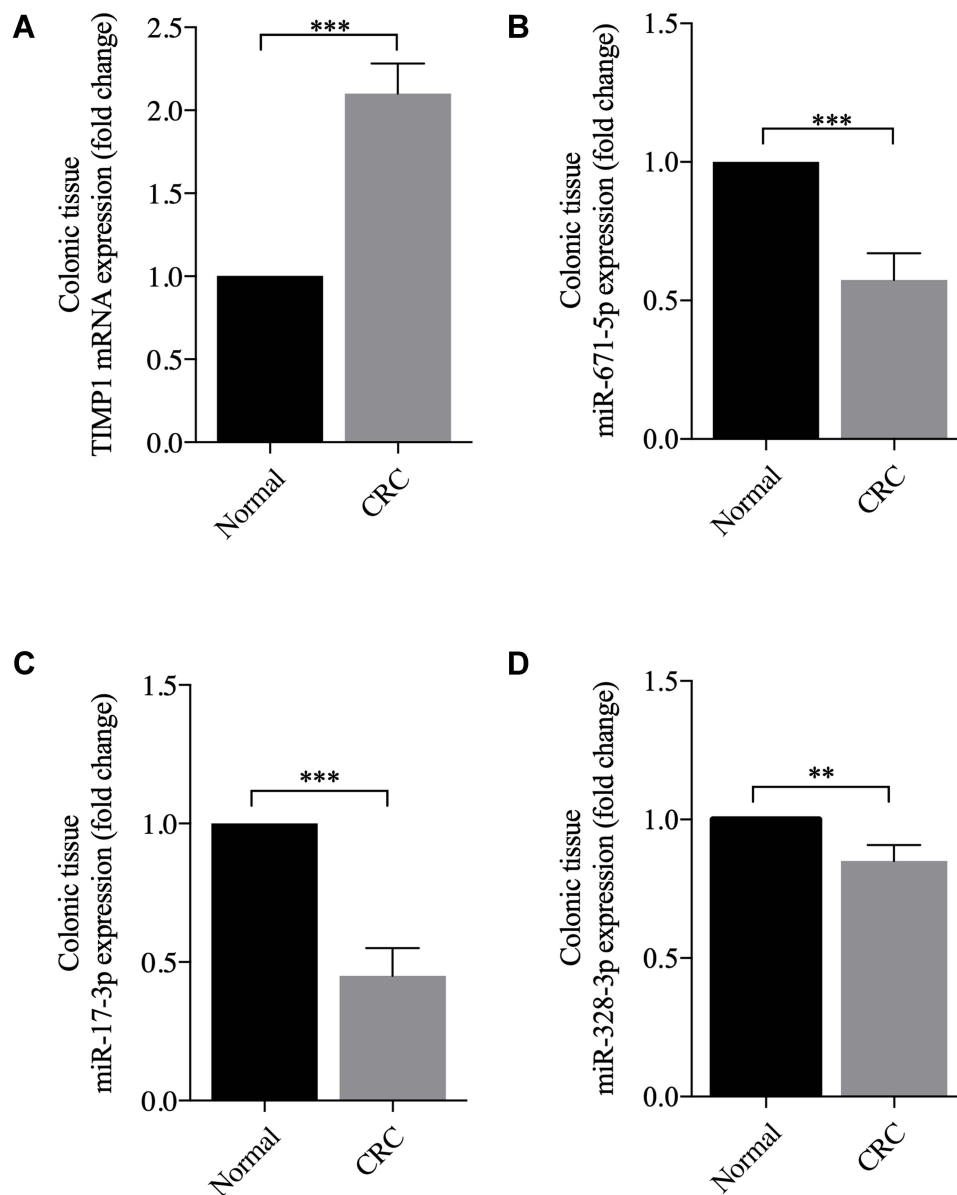 A
Colonic tissue
TIMP1 mRNA expression (fold change)
2.5
2.0
1.5
1.0
0.5
0.0
***
Normal
CRC
B
Colonic tissue
miR-671-5p expression (fold change)
1.5
1.0
0.5
0.0
***
Normal
CRC
C
Colonic tissue
miR-17-3p expression (fold change)
1.5
1.0
0.5
0.0
***
Normal
CRC
D
Colonic tissue
miR-328-3p expression (fold change)
1.5
1.0
0.5
0.0
**
Normal
CRC